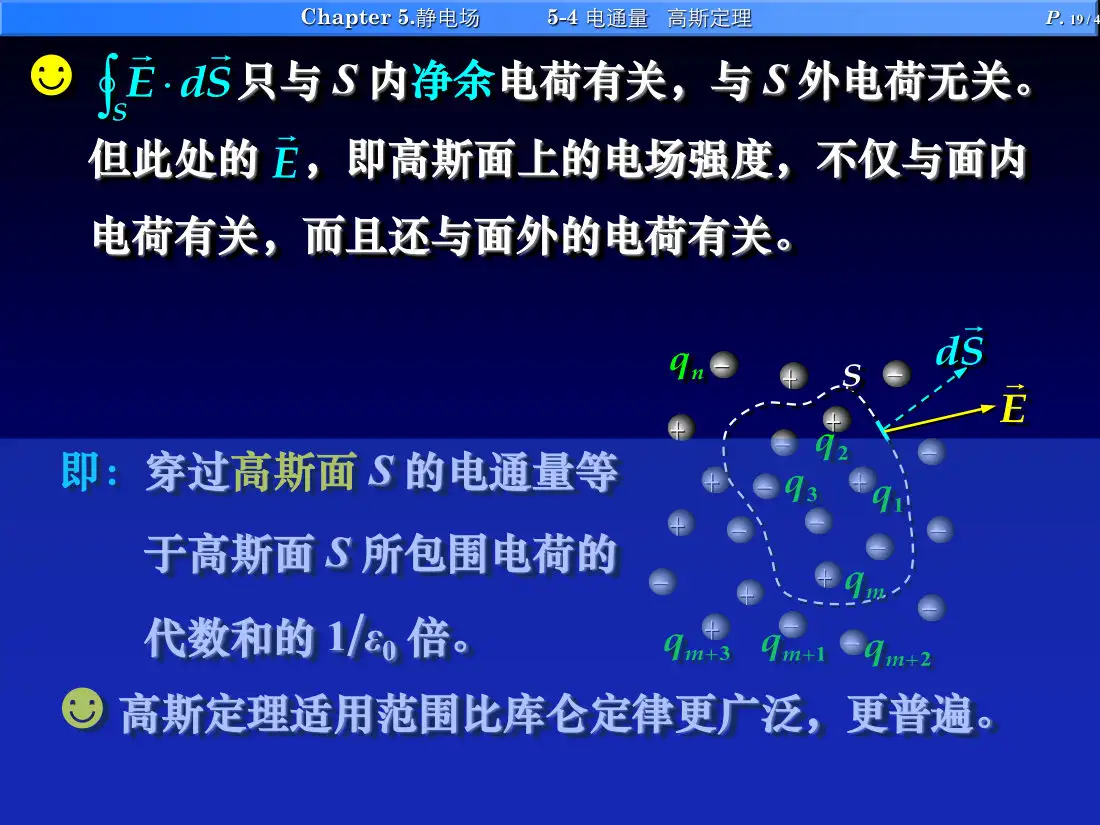 Chapter 5.静电场 5-4 电通量 高斯定理 P. 19/4
∮S E⃗ · dS⃗ 只与 S 内净余电荷有关，与 S 外电荷无关。
但此处的 E⃗ ，即高斯面上的电场强度，不仅与面内
电荷有关，而且还与面外的电荷有关。
dS⃗
qn − + S −
E⃗
+ + − q2 −
即：穿过高斯面 S 的电通量等
+ − q3 + q1
于高斯面 S 所包围电荷的
+ − − − −
− + + qm −
代数和的 1/ε0 倍。
qm+3 + qm+1 − − qm+2
高斯定理适用范围比库仑定律更广泛，更普遍。